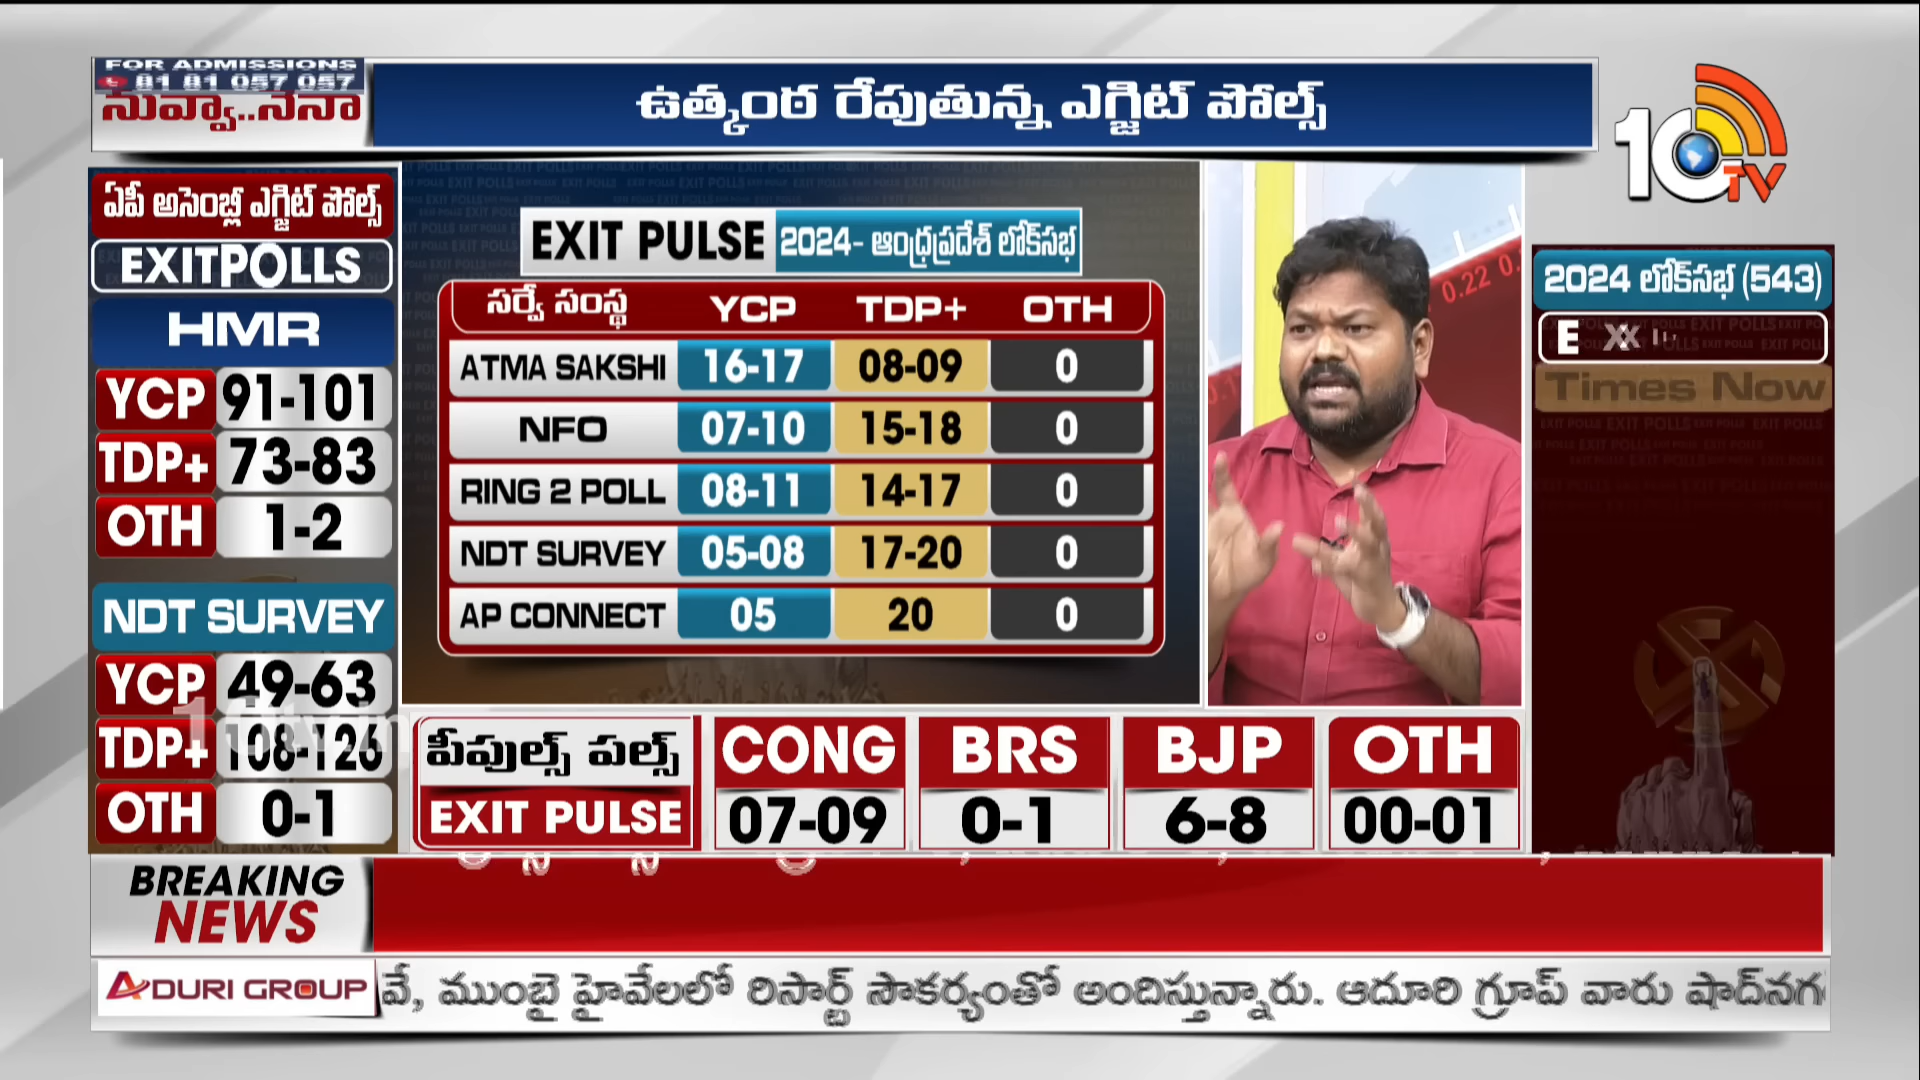 FOR ADMISSIONS
81 81 057 057
నువ్వా..నేనా
ఉత్కంఠ రేపుతున్న ఎగ్జిట్ పోల్స్
10TV
ఏపీ అసెంబ్లీ ఎగ్జిట్ పోల్స్
EXIT POLLS
HMR
YCP 91-101
TDP+ 73-83
OTH 1-2
NDT SURVEY
YCP 49-63
TDP+ 108-126
OTH 0-1
EXIT PULSE 2024- ఆంధ్రప్రదేశ్ లోక్‌సభ
సర్వే సంస్థ YCP TDP+ OTH
ATMA SAKSHI 16-17 08-09 0
NFO 07-10 15-18 0
RING 2 POLL 08-11 14-17 0
NDT SURVEY 05-08 17-20 0
AP CONNECT 05 20 0
0.22
2024 లోక్‌సభ (543)
Times Now
పీపుల్స్ పల్స్ CONG BRS BJP OTH
EXIT PULSE 07-09 0-1 6-8 00-01
BREAKING
NEWS
ADURI GROUP వే, ముంబై హైవేలలో రిసార్ట్ సౌకర్యంతో అందిస్తున్నారు. ఆదూరి గ్రూప్ వారు షాద్‌నగ